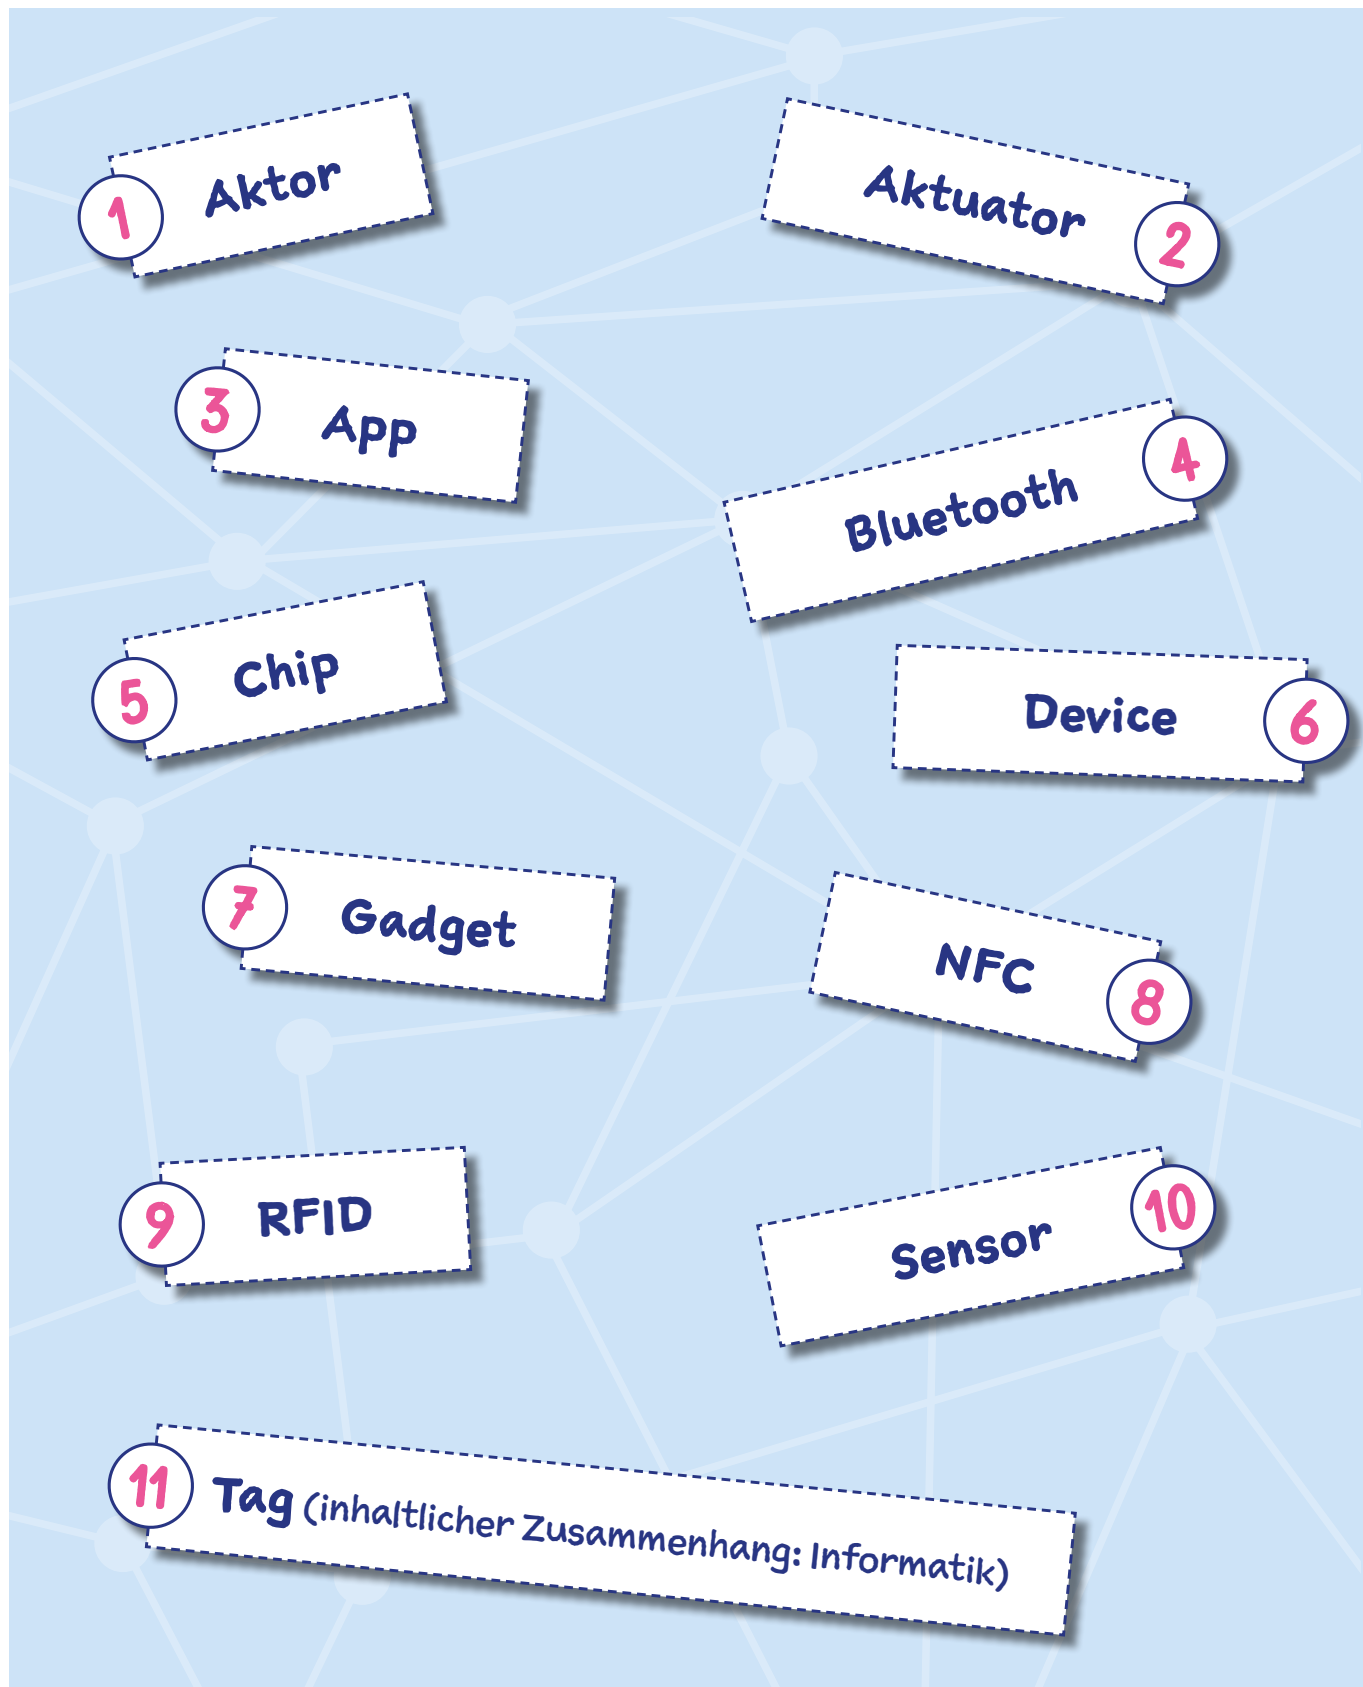 1 Aktor
Aktuator 2
3 App
Bluetooth 4
5 Chip
Device 6
7 Gadget
NFC 8
9 RFID
Sensor 10
11 Tag (inhaltlicher Zusammenhang: Informatik)